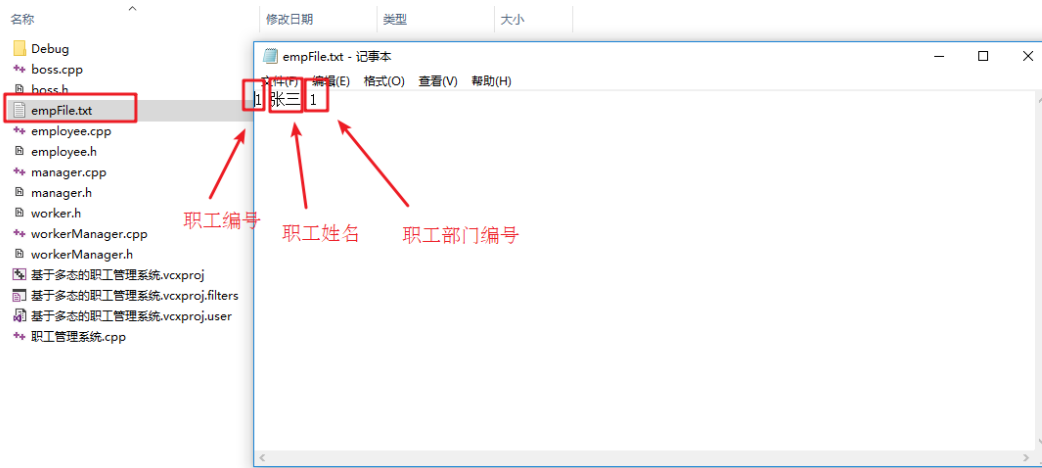 名称 修改日期 类型 大小
Debug
boss.cpp
boss.h
empFile.txt
employee.cpp
employee.h
manager.cpp
manager.h
worker.h
workerManager.cpp
workerManager.h
基于多态的职工管理系统.vcxproj
基于多态的职工管理系统.vcxproj.filters
基于多态的职工管理系统.vcxproj.user
职工管理系统.cpp
empFile.txt - 记事本
文件(F) 编辑(E) 格式(O) 查看(V) 帮助(H)
1 张三 1
职工编号
职工姓名
职工部门编号